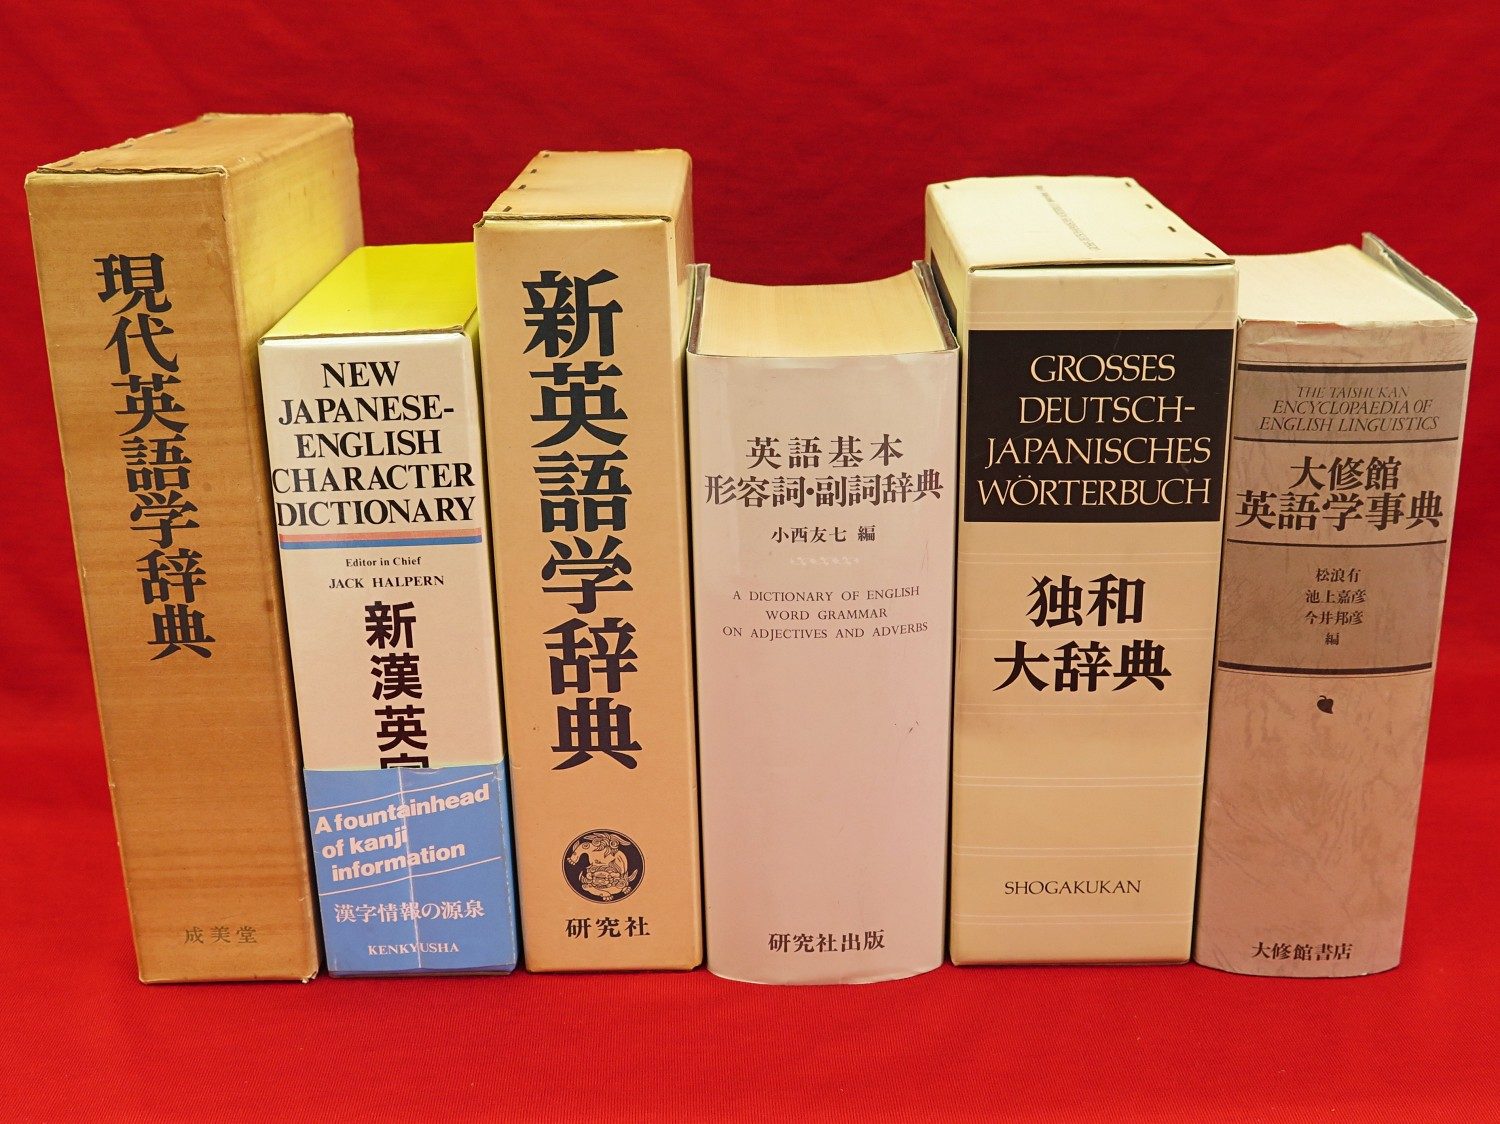 現代英語学辞典
成美堂
NEW
JAPANESE-
ENGLISH
CHARACTER
DICTIONARY
Editor in Chief
JACK HALPERN
新漢英字
A fountainhead
of kanji
information
漢字情報の源泉
KENKYUSHA
新英語学辞典
研究社
英語基本
形容詞・副詞辞典
小西友七 編
A DICTIONARY OF ENGLISH
WORD GRAMMAR
ON ADJECTIVES AND ADVERBS
研究社出版
GROSSES
DEUTSCH-
JAPANISCHES
WÖRTERBUCH
独和
大辞典
SHOGAKUKAN
THE TAISHUKAN
ENCYCLOPAEDIA OF
ENGLISH LINGUISTICS
大修館
英語学事典
松浪有
池上嘉彦
今井邦彦
編
大修館書店